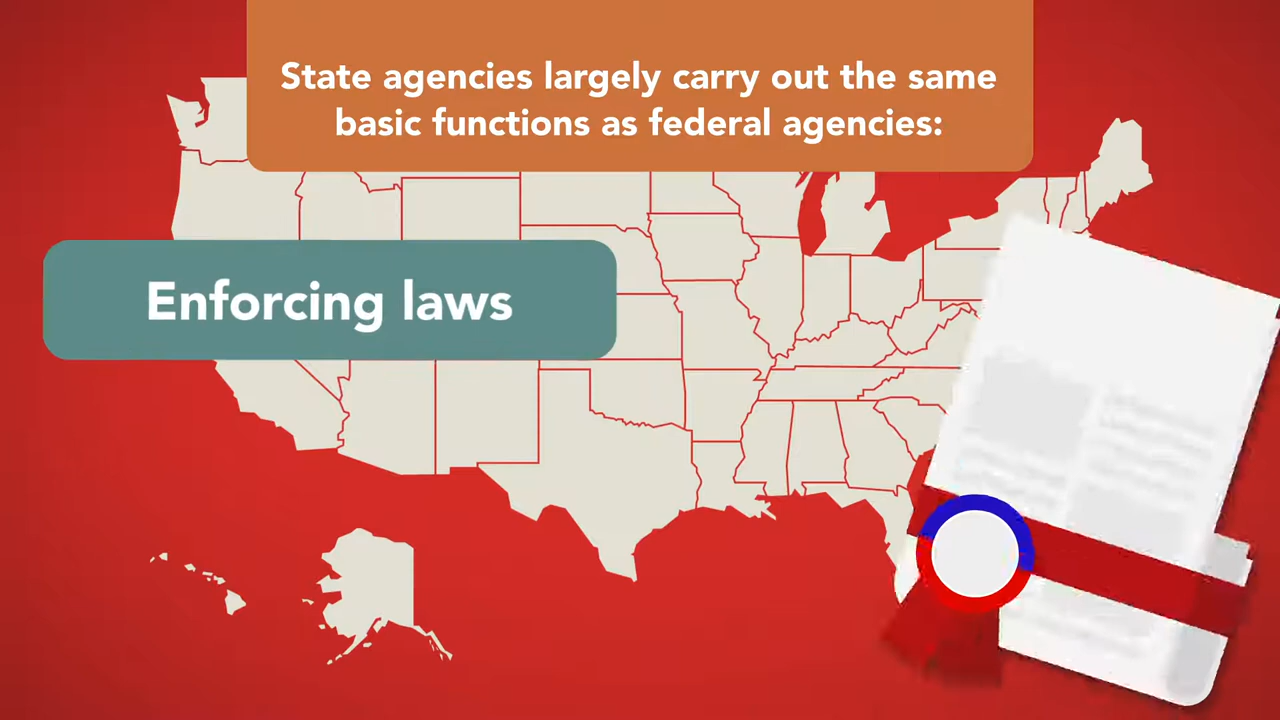 State agencies largely carry out the same
basic functions as federal agencies:
Enforcing laws